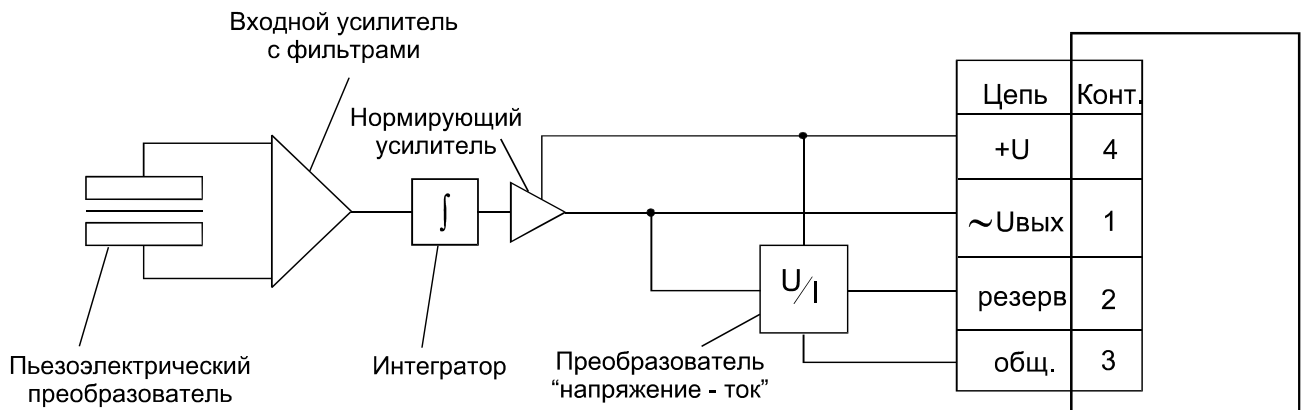 Входной усилитель
с фильтрами
Нормирующий
усилитель
∫
Пьезоэлектрический
преобразователь
Интегратор
U/I
Преобразователь
“напряжение - ток”
Цепь Конт.
+U 4
~Uвых 1
резерв 2
общ. 3